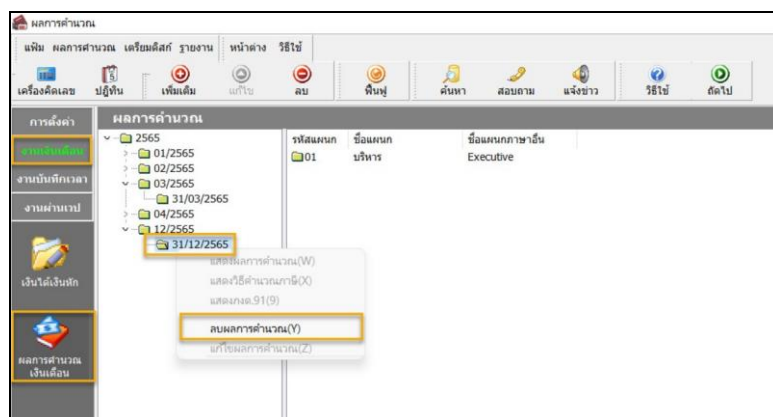 ผลการคำนวณ
แฟ้ม ผลการคำนวณ เตรียมดิสก์ รายงาน หน้าต่าง วิธีใช้
เครื่องคิดเลข ปฏิทิน เพิ่มเติม แก้ไข ลบ ฟื้นฟู ค้นหา สอบถาม แจ้งข่าว วิธีใช้ ถัดไป
การตั้งค่า
งานเงินเดือน
งานบันทึกเวลา
งานผ่านเวป
เงินได้เงินหัก
ผลการคำนวณ
เงินเดือน
ผลการคำนวณ
2565
01/2565
02/2565
03/2565
31/03/2565
04/2565
12/2565
31/12/2565
แสดงผลการคำนวณ(W)
แสดงวิธีคำนวณภาษี(X)
แสดงภงด.91(9)
ลบผลการคำนวณ(Y)
แก้ไขผลการคำนวณ(Z)
รหัสแผนก ชื่อแผนก ชื่อแผนกภาษาอื่น
01 บริหาร Executive